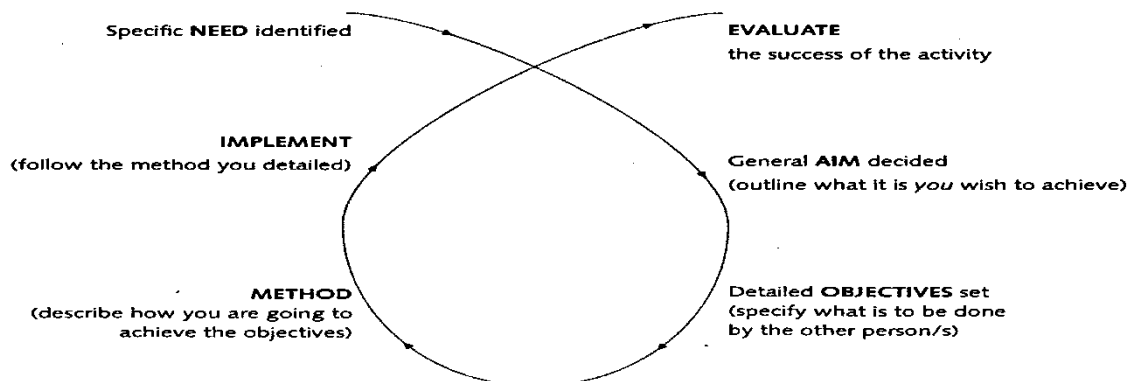 Specific NEED identified
EVALUATE
the success of the activity
IMPLEMENT
(follow the method you detailed)
General AIM decided
(outline what it is you wish to achieve)
METHOD
(describe how you are going to
achieve the objectives)
Detailed OBJECTIVES set
(specify what is to be done
by the other person/s)